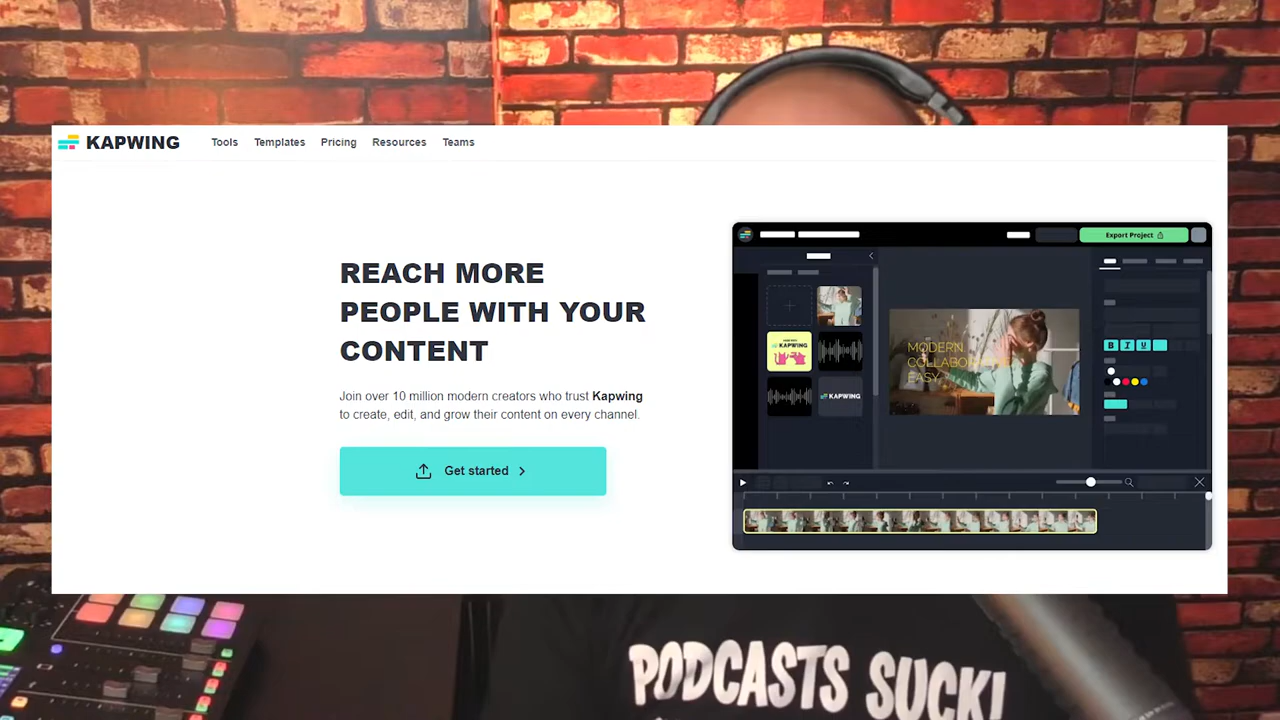 KAPWING
Tools Templates Pricing Resources Teams
REACH MORE
PEOPLE WITH YOUR
CONTENT
Join over 10 million modern creators who trust Kapwing
to create, edit, and grow their content on every channel.
Get started
Export Project
KAPWING
KAPWING
MODERN
EASY
B I U
PODCASTS SUCK!